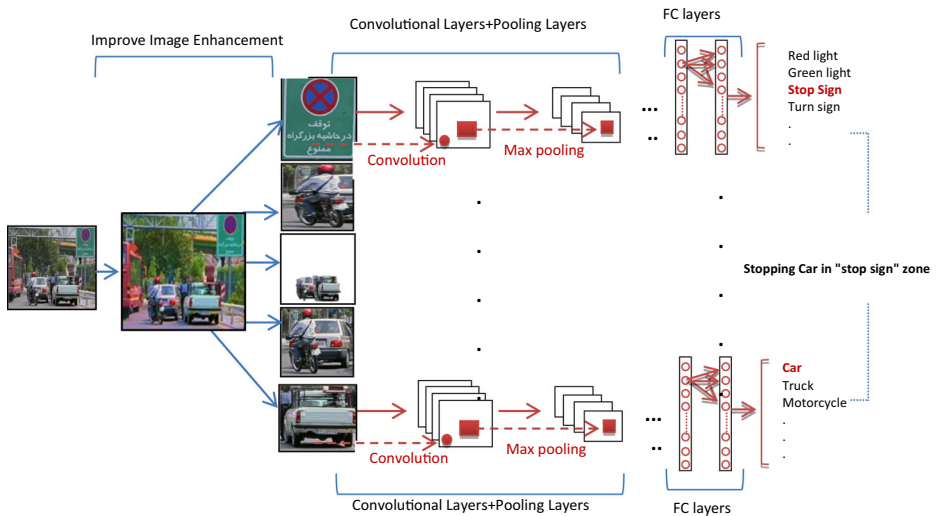 Convolutional Layers+Pooling Layers
FC layers
Improve Image Enhancement
توقف
در حاشیه بزرگراه
ممنوع
Convolution
Max pooling
...
..
Red light
Green light
Stop Sign
Turn sign
.
.
Stopping Car in "stop sign" zone
Convolution
Max pooling
...
..
Car
Truck
Motorcycle
.
.
.
Convolutional Layers+Pooling Layers
FC layers